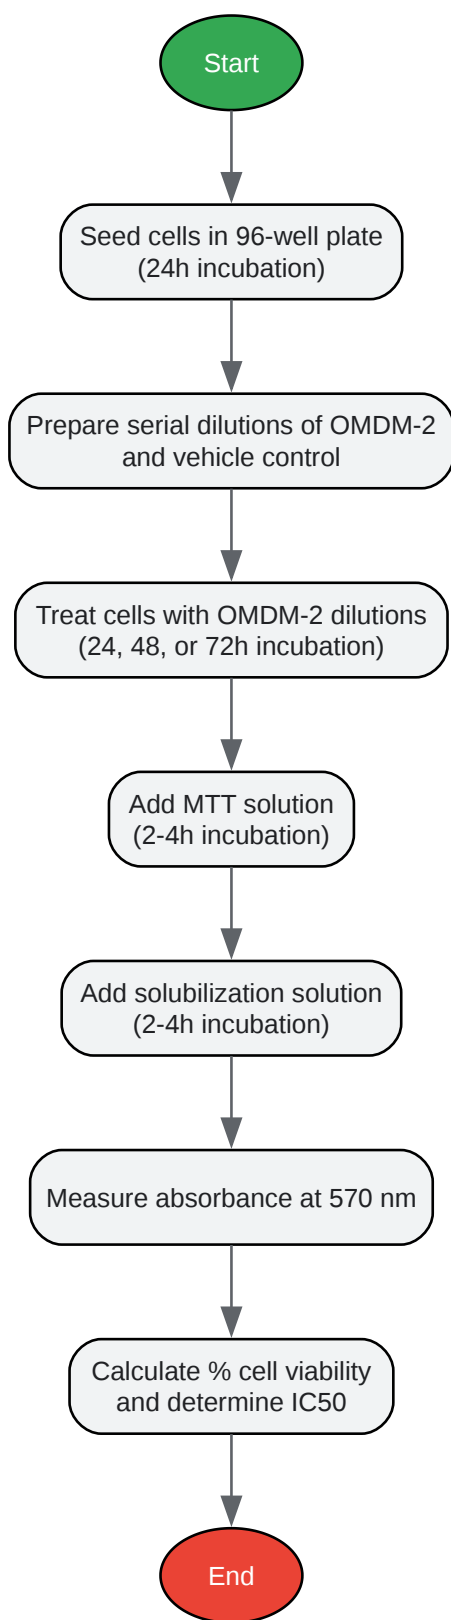 Start
Seed cells in 96-well plate
(24h incubation)
Prepare serial dilutions of OMDM-2
and vehicle control
Treat cells with OMDM-2 dilutions
(24, 48, or 72h incubation)
Add MTT solution
(2-4h incubation)
Add solubilization solution
(2-4h incubation)
Measure absorbance at 570 nm
Calculate % cell viability
and determine IC50
End